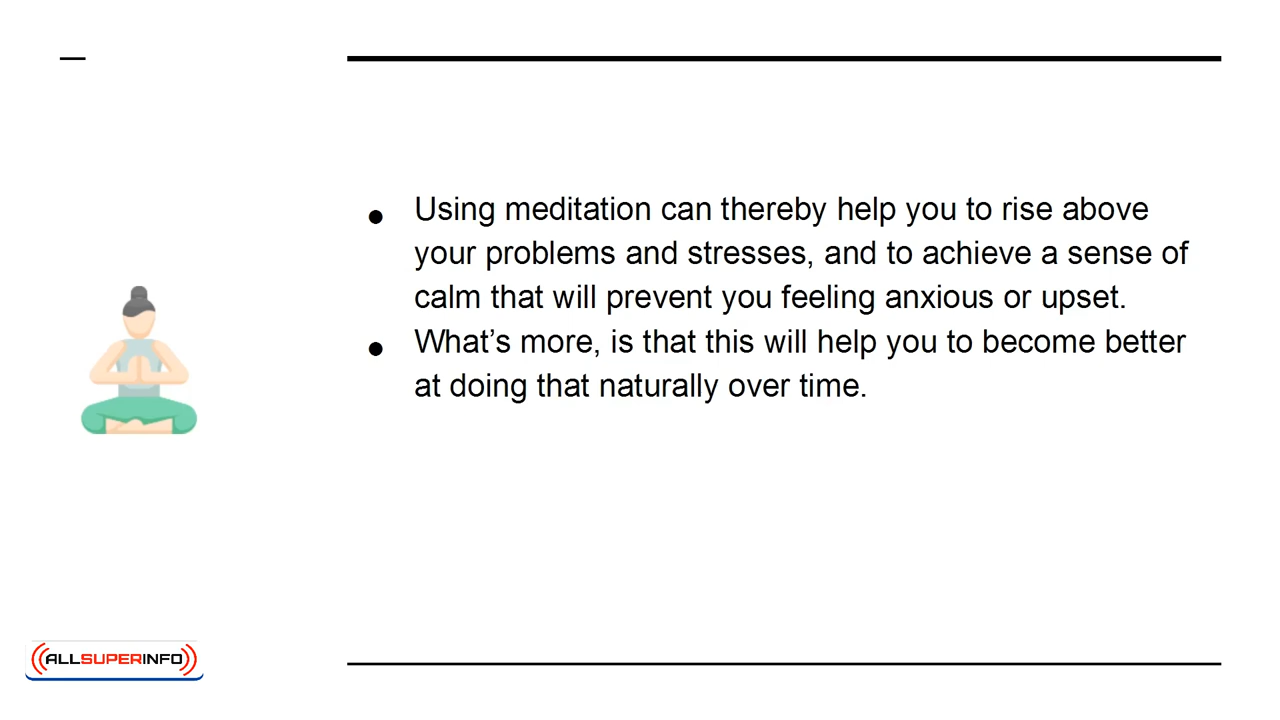 ● Using meditation can thereby help you to rise above
your problems and stresses, and to achieve a sense of
calm that will prevent you feeling anxious or upset.
● What’s more, is that this will help you to become better
at doing that naturally over time.
ALLSUPERINFO